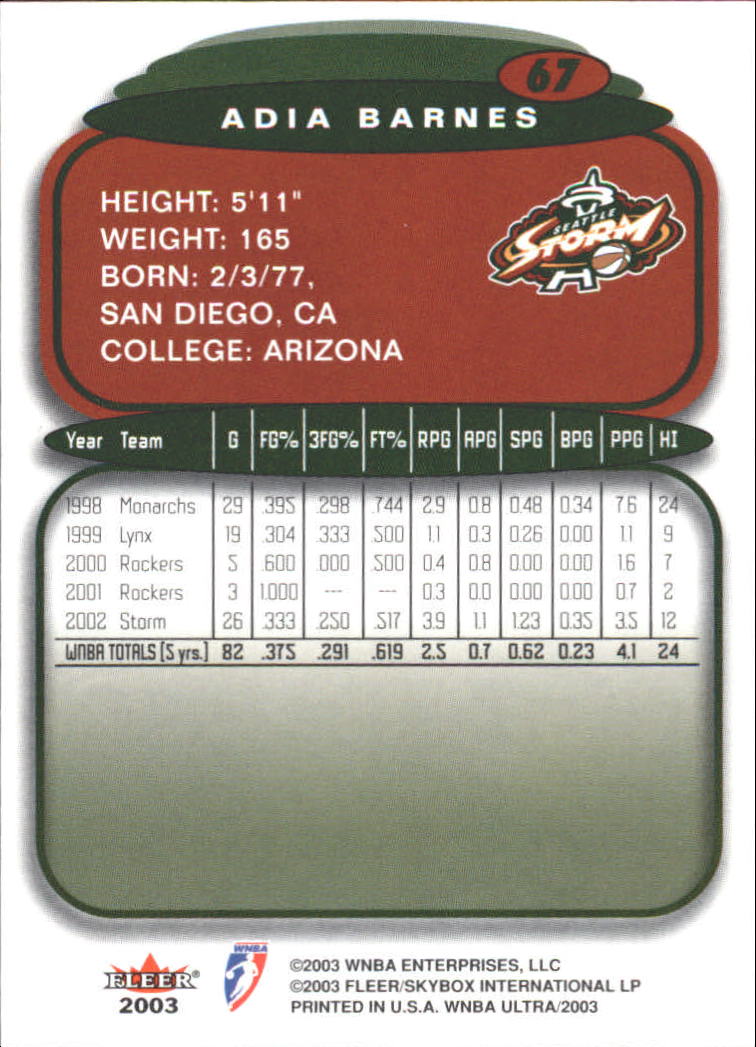 67
ADIA BARNES
HEIGHT: 5'11"
WEIGHT: 165
BORN: 2/3/77,
SAN DIEGO, CA
COLLEGE: ARIZONA
SEATTLE
STORM
Year Team G FG% 3FG% FT% RPG APG SPG BPG PPG HI
1998 Monarchs 29 .395 .298 .744 2.9 0.8 0.48 0.34 7.6 24
1999 Lynx 19 .304 .333 .500 1.1 0.3 0.26 0.00 1.1 9
2000 Rockers 5 .600 .000 .500 0.4 0.8 0.00 0.00 1.6 7
2001 Rockers 3 1.000 --- --- 0.3 0.0 0.00 0.00 0.7 2
2002 Storm 26 .333 .250 .517 3.9 1.1 1.23 0.35 3.5 12
WNBA TOTALS [5 yrs.] 82 .375 .291 .619 2.5 0.7 0.62 0.23 4.1 24
FLEER®
2003
WNBA
©2003 WNBA ENTERPRISES, LLC
©2003 FLEER/SKYBOX INTERNATIONAL LP
PRINTED IN U.S.A. WNBA ULTRA/2003